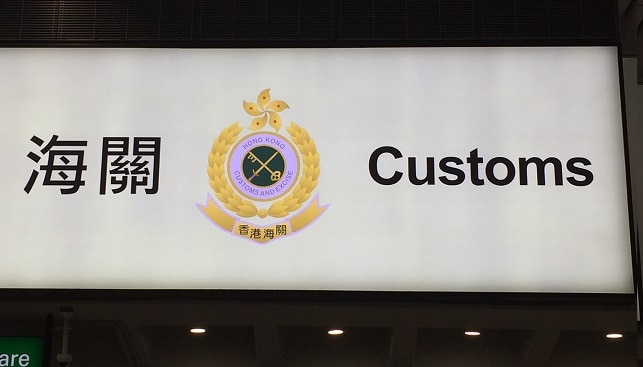 海關
HONG KONG
CUSTOMS AND EXCISE
香港海關
Customs
are